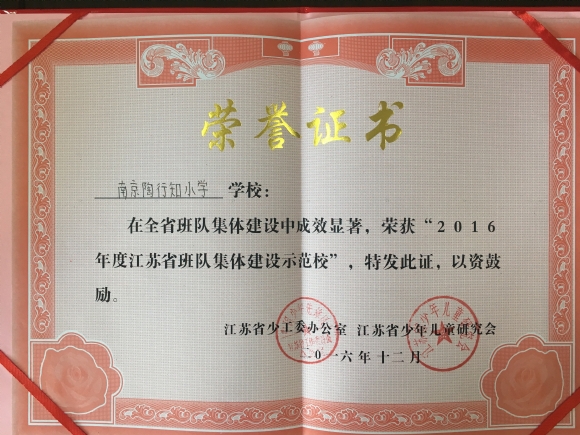 荣誉证书
南京陶行知小学 学校：
在全省班队集体建设中成效显著，荣获“2016
年度江苏省班队集体建设示范校”，特发此证，以资鼓
励。
江苏省少工委办公室 江苏省少年儿童研究会
二〇一六年十二月